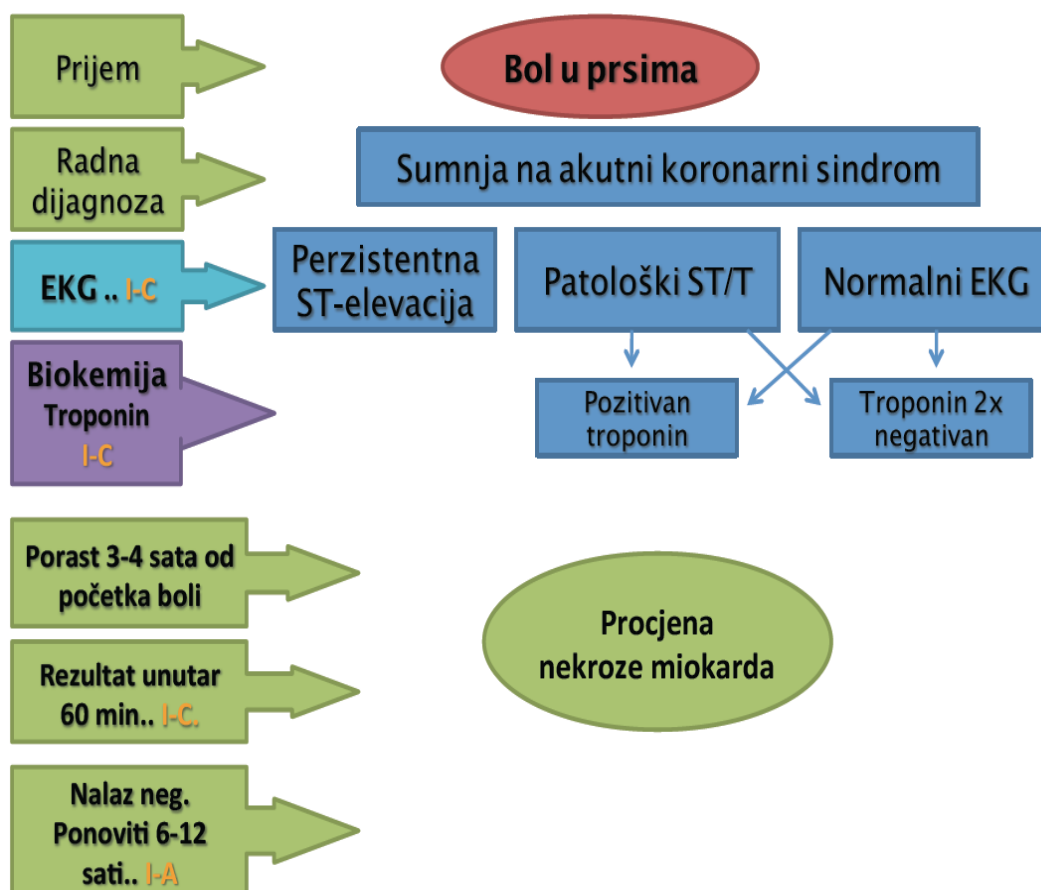 Prijem
Bol u prsima
Radna
dijagnoza
Sumnja na akutni koronarni sindrom
EKG .. I-C
Perzistentna
ST-elevacija
Patološki ST/T
Normalni EKG
Biokemija
Troponin
I-C
Pozitivan
troponin
Troponin 2x
negativan
Porast 3-4 sata od
početka boli
Procjena
nekroze miokarda
Rezultat unutar
60 min.. I-C.
Nalaz neg.
Ponoviti 6-12
sati.. I-A